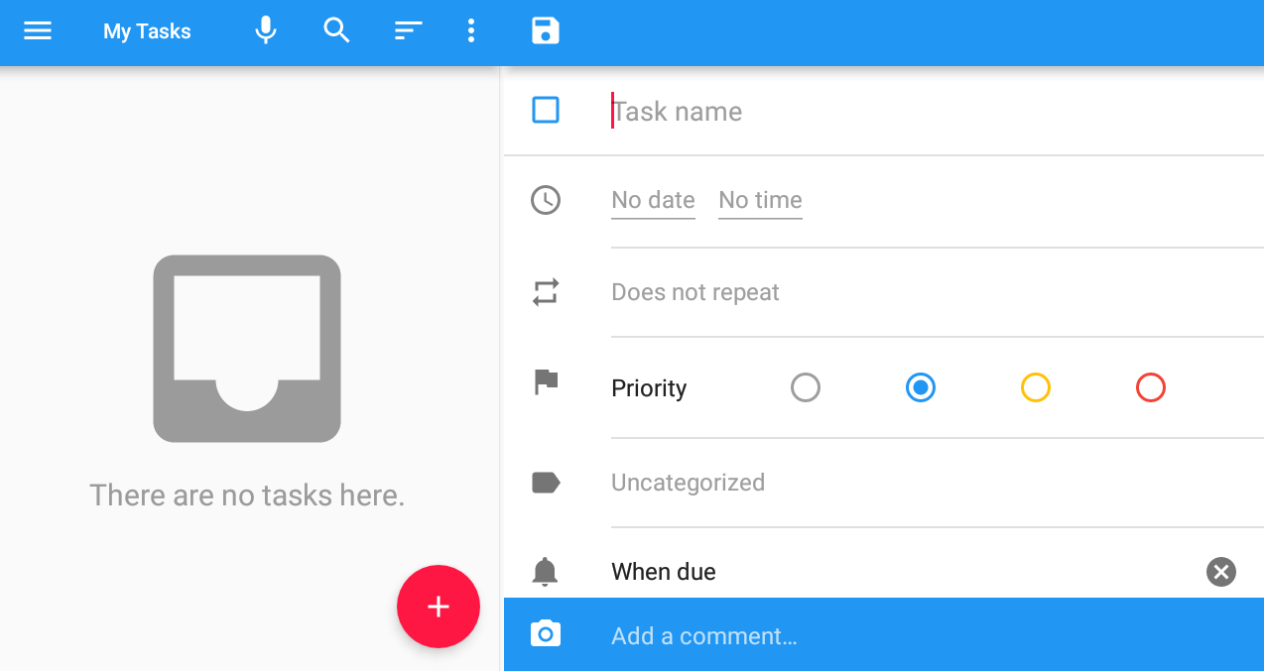 My Tasks
Task name
No date No time
Does not repeat
Priority
Uncategorized
There are no tasks here.
When due
Add a comment...